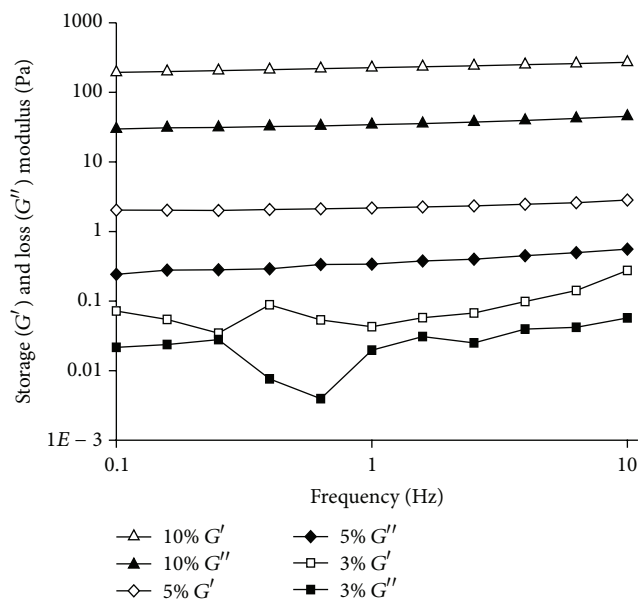 Storage (G′) and loss (G″) modulus (Pa)
1000
100
10
1
0.1
0.01
1E − 3
0.1
1
10
Frequency (Hz)
10% G′
10% G″
5% G′
5% G″
3% G′
3% G″